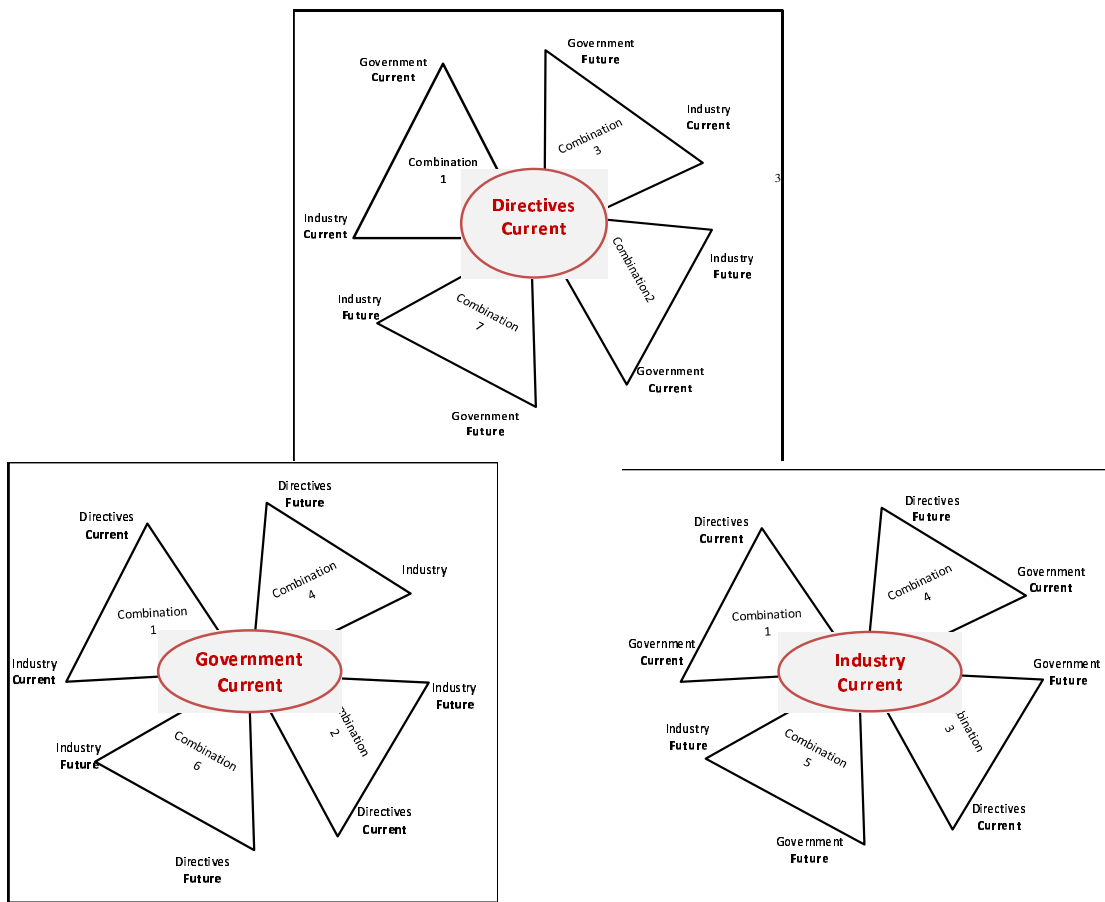 Government
Future
Government
Current
Industry
Current
Combination
3
Combination
1
3
Directives
Current
Industry
Current
Combination2
Industry
Future
Industry
Future
Combination
7
Government
Current
Government
Future
Directives
Future
Directives
Current
Combination
4
Industry
Combination
1
Government
Current
Industry
Current
Industry
Future
mbination
2
Industry
Future
Combination
6
Directives
Current
Directives
Future
Directives
Future
Directives
Current
Combination
4
Government
Current
Combination
1
Government
Current
Industry
Current
Government
Future
bination
3
Industry
Future
Combination
5
Directives
Current
Government
Future